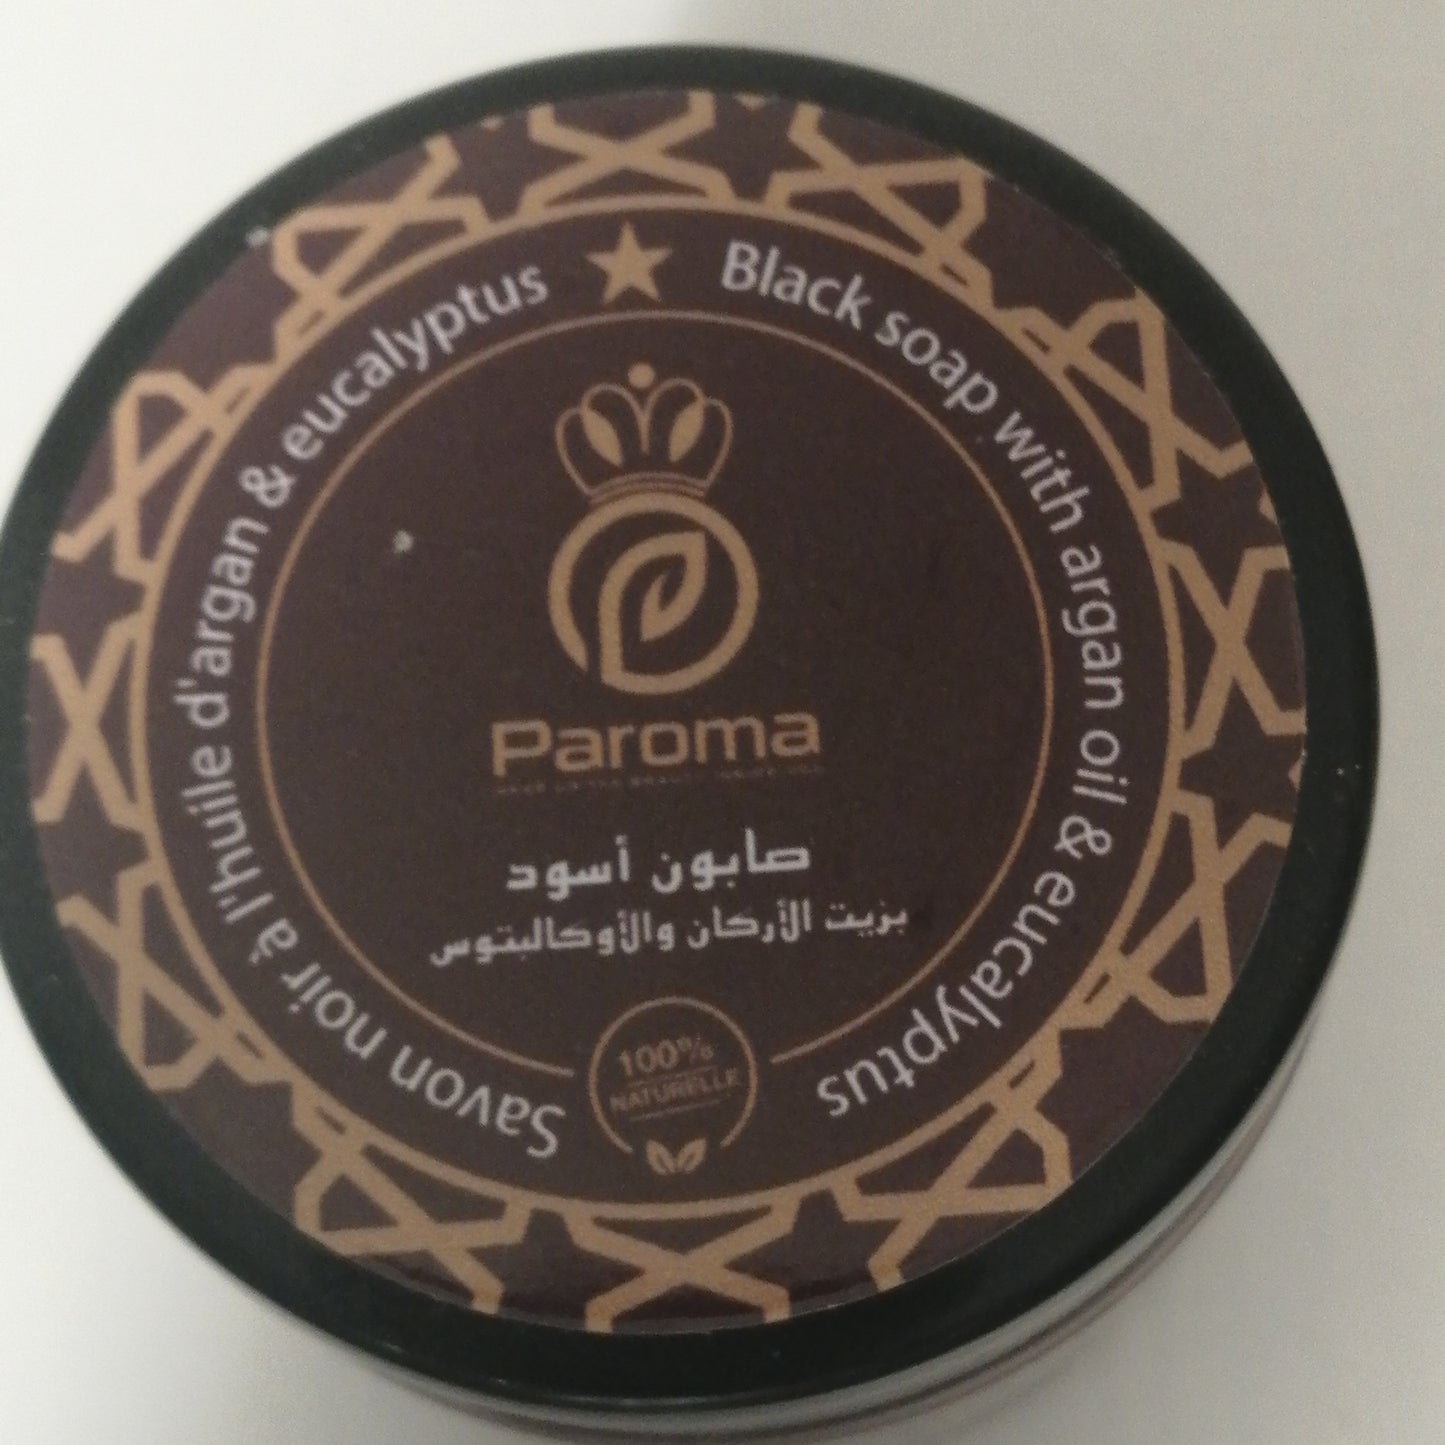 Savon noir à l'huile d'argan & eucalyptus
Black soap with argan oil & eucalyptus
Paroma
صابون أسود
بزيت الأركان والأوكالبتوس
100%
NATURELLE